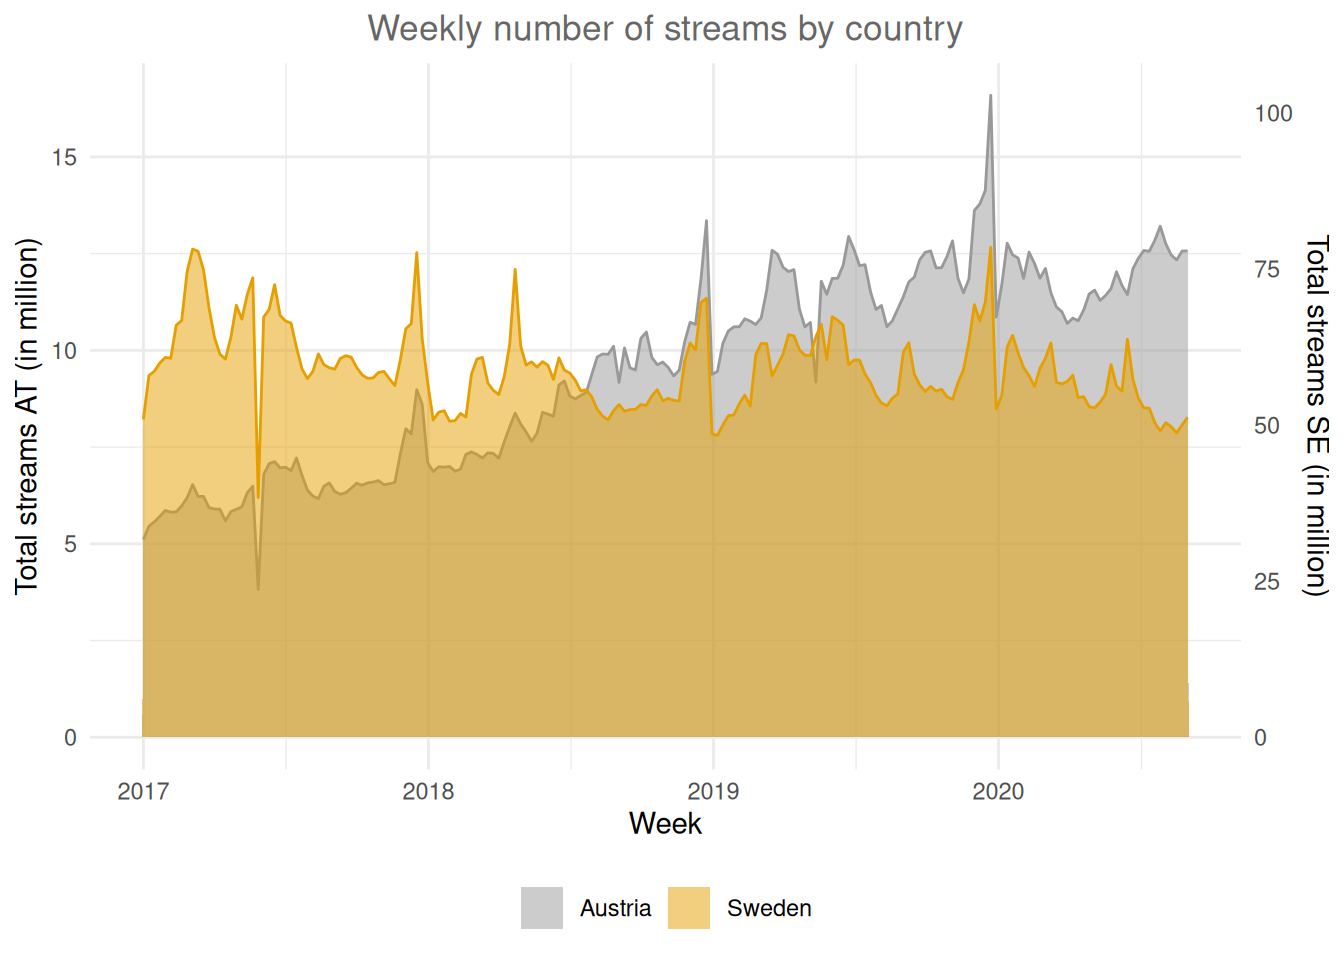 Weekly number of streams by country
Total streams AT (in million)
15
10
5
0
100
75
50
25
0
Total streams SE (in million)
2017 2018 2019 2020
Week
Austria Sweden